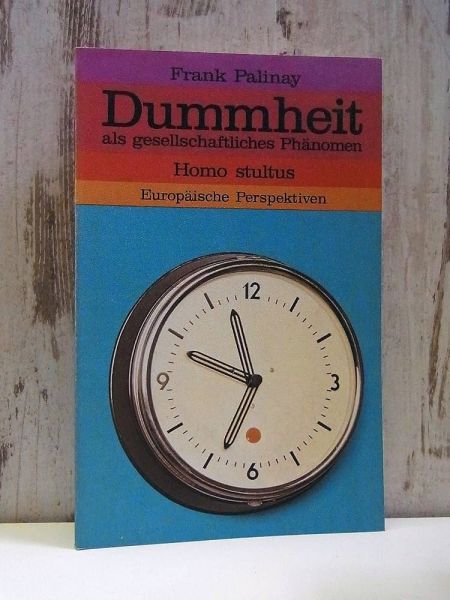 Frank Palinay
Dummheit
als gesellschaftliches Phänomen
Homo stultus
Europäische Perspektiven
12
9
3
6